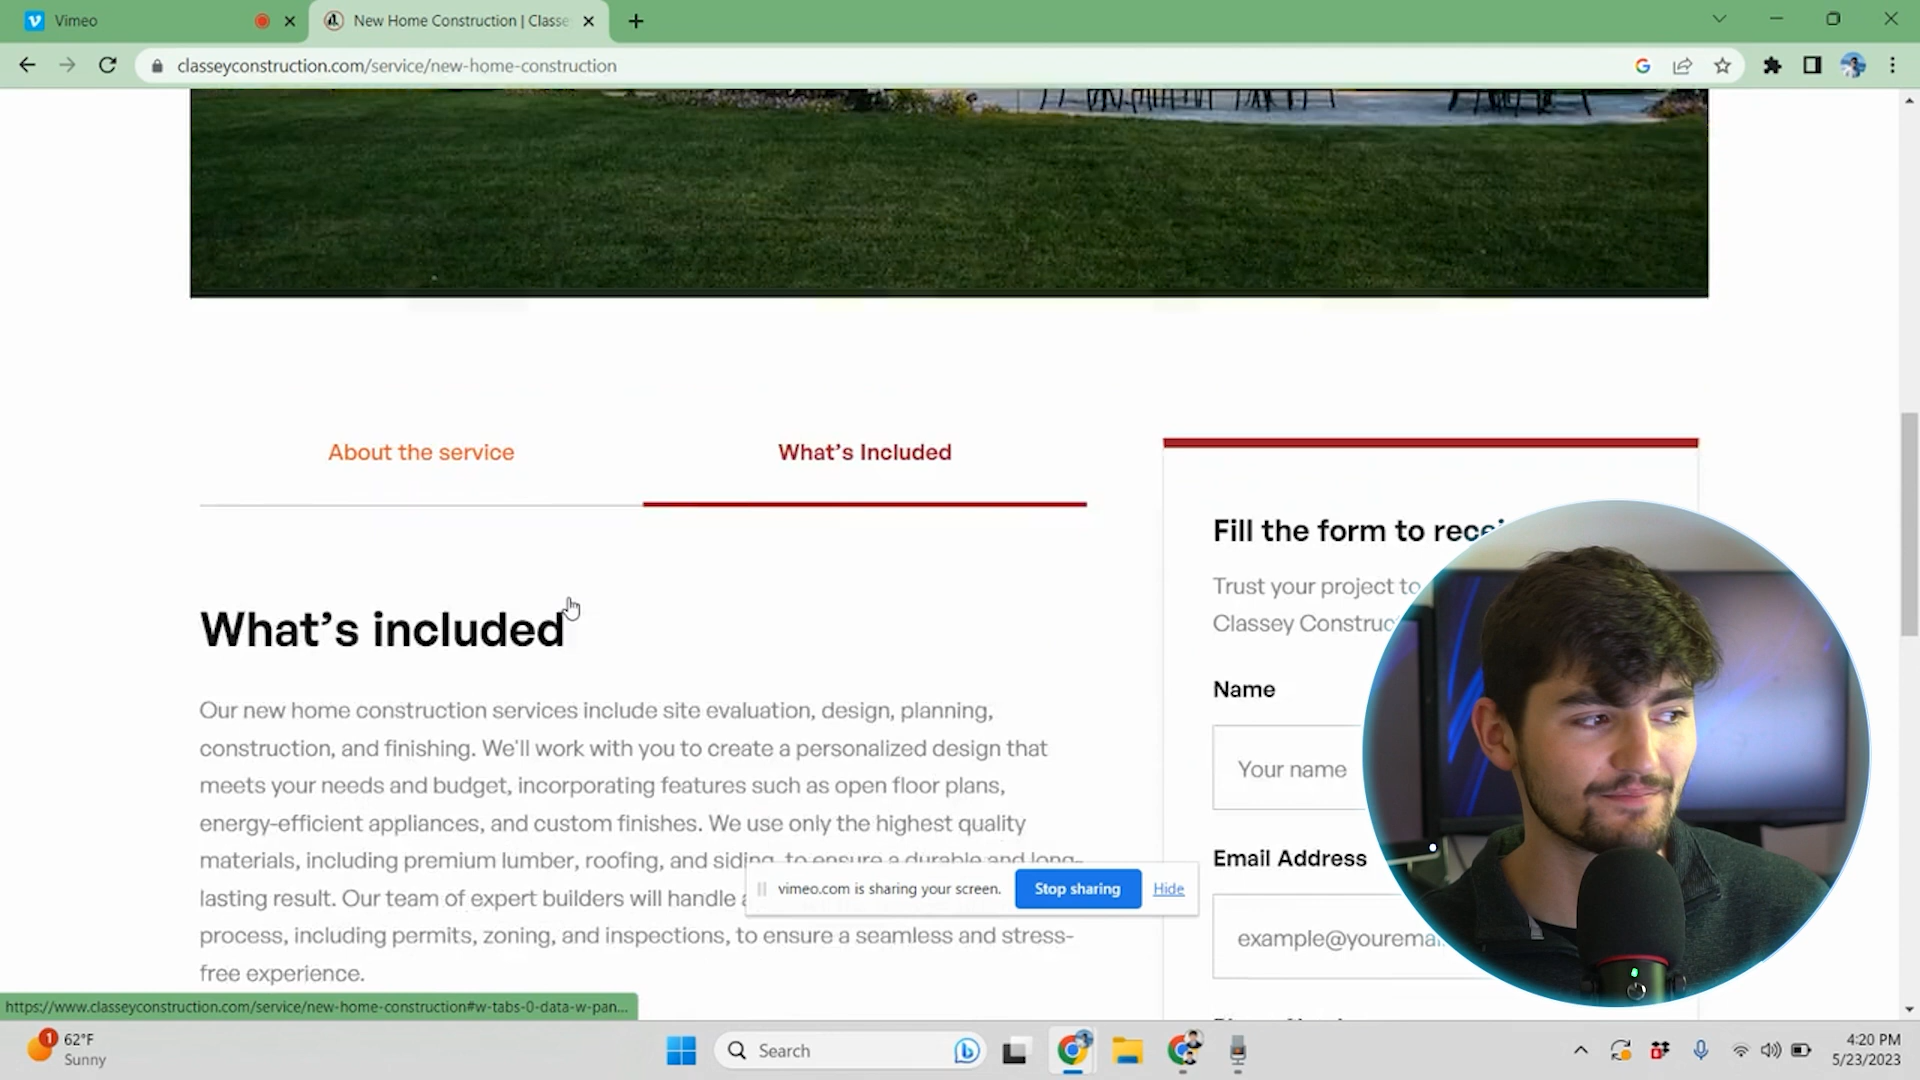 Vimeo
New Home Construction | Classe
classeyconstruction.com/service/new-home-construction
About the service
What's Included
What's included
Our new home construction services include site evaluation, design, planning,
construction, and finishing. We'll work with you to create a personalized design that
meets your needs and budget, incorporating features such as open floor plans,
energy-efficient appliances, and custom finishes. We use only the highest quality
materials, including premium lumber, roofing, and siding, to ensure a durable and long-
lasting result. Our team of expert builders will handle
process, including permits, zoning, and inspections, to ensure a seamless and stress-
free experience.
Fill the form to
Trust your project to
Classey
Name
Your name
Email Address
vimeo.com is sharing your screen.
Stop sharing
Hide
https://www.classeyconstruction.com/service/new-home-construction#w-tabs-0-data-w-pan...
1
62°F
Sunny
Search
4:20 PM
5/23/2023